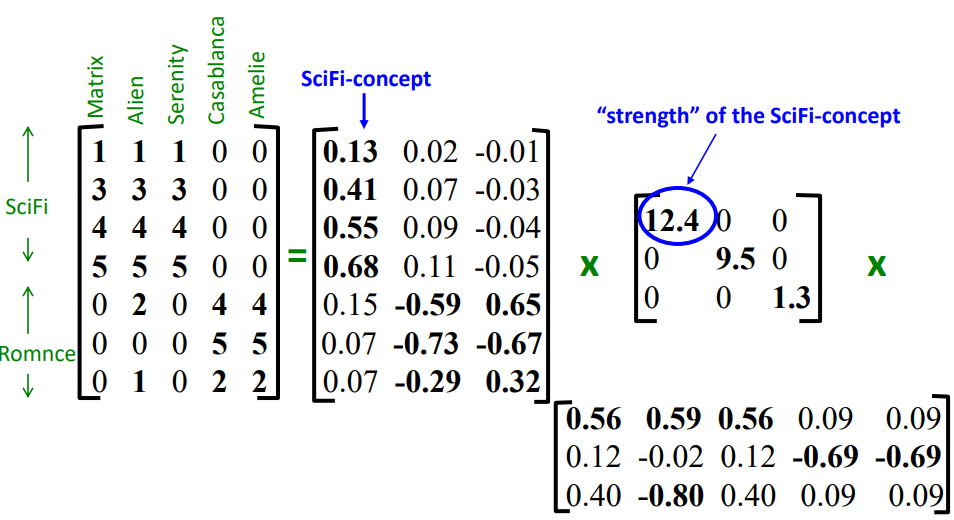 Matrix
Alien
Serenity
Casablanca
Amelie
SciFi-concept
"strength" of the SciFi-concept
SciFi
Romnce
1 1 1 0 0
3 3 3 0 0
4 4 4 0 0
5 5 5 0 0
0 2 0 4 4
0 0 0 5 5
0 1 0 2 2
=
0.13 0.02 -0.01
0.41 0.07 -0.03
0.55 0.09 -0.04
0.68 0.11 -0.05
0.15 -0.59 0.65
0.07 -0.73 -0.67
0.07 -0.29 0.32
x
12.4 0 0
0 9.5 0
0 0 1.3
x
0.56 0.59 0.56 0.09 0.09
0.12 -0.02 0.12 -0.69 -0.69
0.40 -0.80 0.40 0.09 0.09